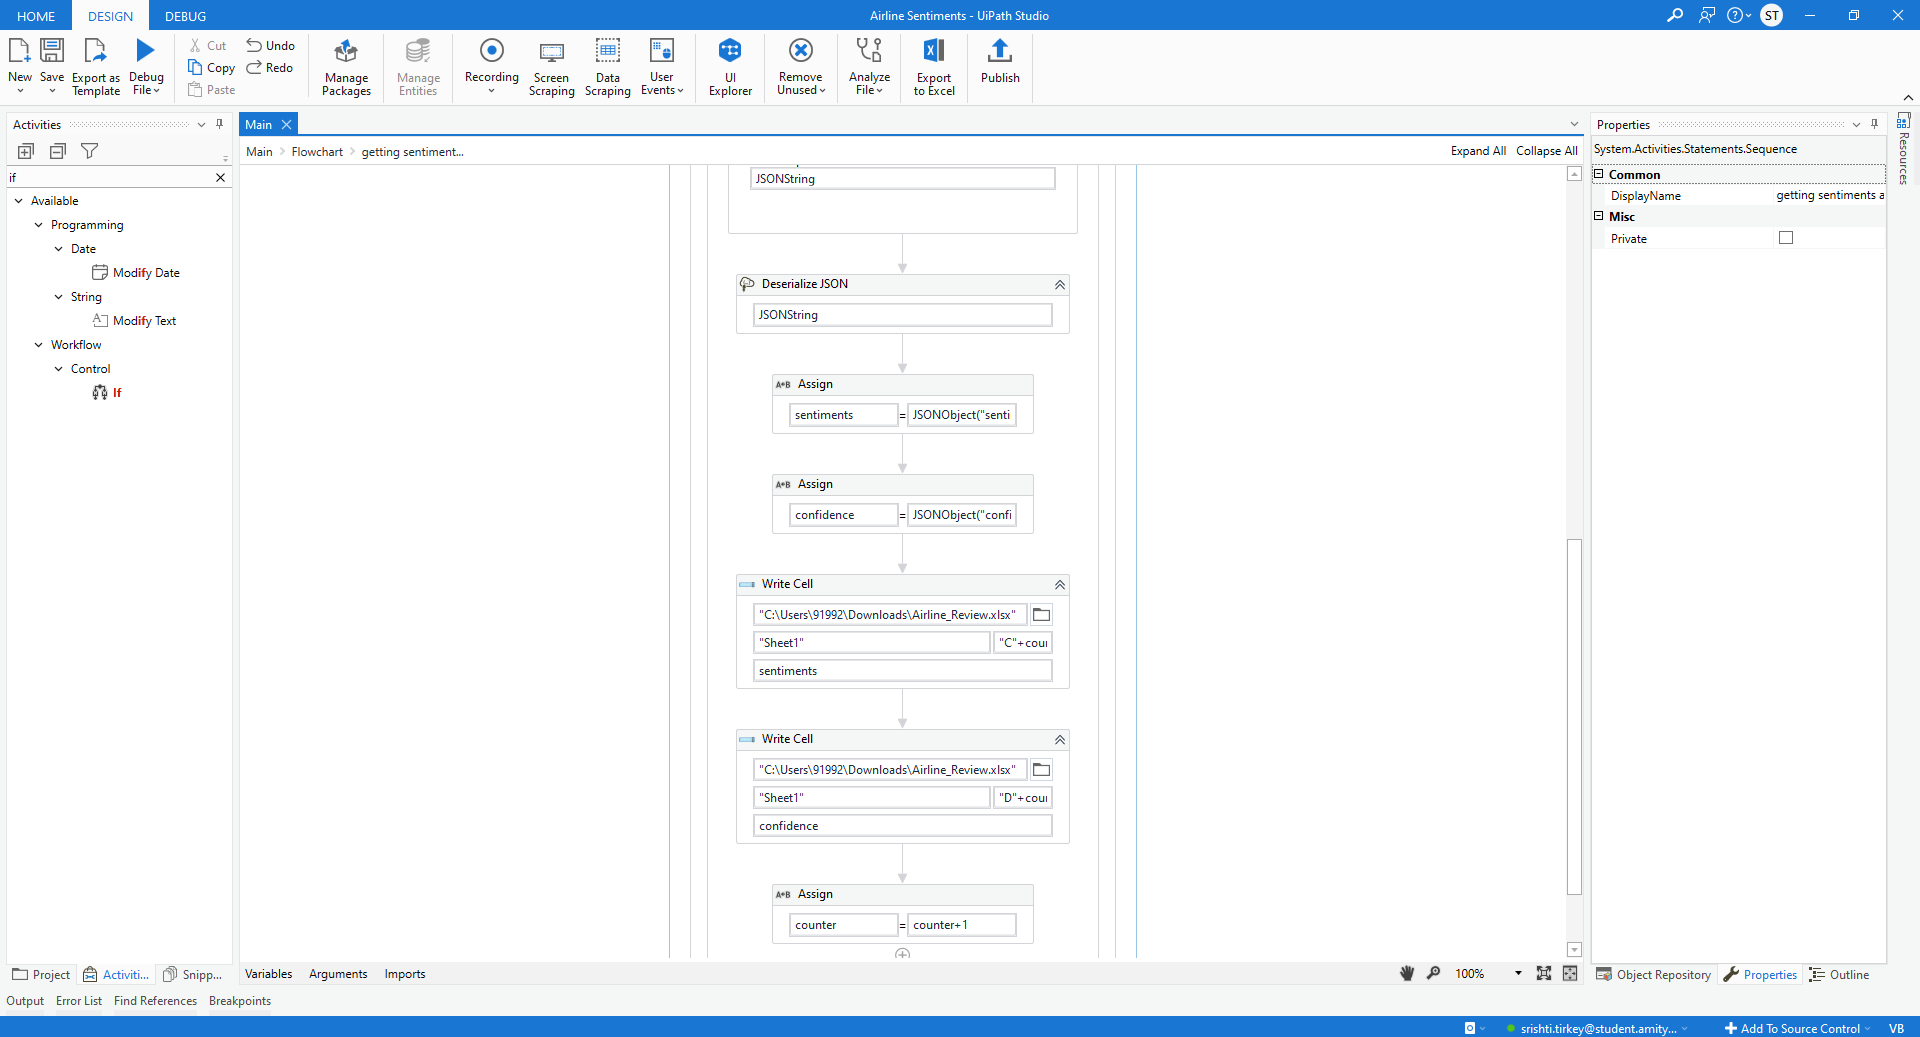 HOME DESIGN DEBUG Airline Sentiments - UiPath Studio ST
New Save Export as Template Debug File Cut Copy Paste Undo Redo Manage Packages Manage Entities Recording Screen Scraping Data Scraping User Events UI Explorer Remove Unused Analyze File Export to Excel Publish
Activities
if
Available
Programming
Date
Modify Date
String
Modify Text
Workflow
Control
If
Main
Main > Flowchart > getting sentiment... Expand All Collapse All
JSONString
Deserialize JSON
JSONString
A*B Assign
sentiments = JSONObject("senti
A*B Assign
confidence = JSONObject("confi
Write Cell
"C:\Users\91992\Downloads\Airline_Review.xlsx"
"Sheet1" "C"+cou
sentiments
Write Cell
"C:\Users\91992\Downloads\Airline_Review.xlsx"
"Sheet1" "D"+cou
confidence
A*B Assign
counter = counter+1
Properties
System.Activities.Statements.Sequence
Common
DisplayName getting sentiments a
Misc
Private
Resources
Project Activiti... Snipp...
Variables Arguments Imports 100%
Object Repository Properties Outline
Output Error List Find References Breakpoints
srishti.tirkey@student.amity... Add To Source Control VB